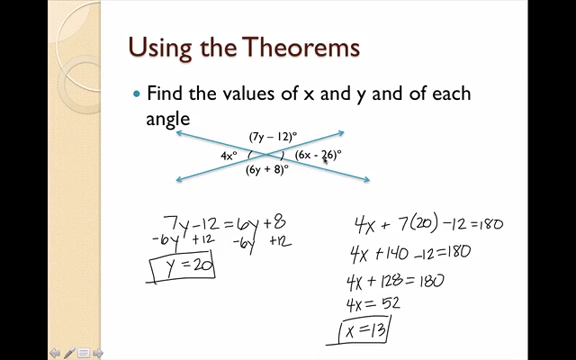 Using the Theorems
• Find the values of x and y and of each
angle
(7y – 12)°
4x° (6x - 26)°
(6y + 8)°
7y -12 = 6y + 8
-6y +12 -6y +12
y = 20
4x + 7(20) -12 = 180
4x + 140 -12 = 180
4x + 128 = 180
4x = 52
x = 13